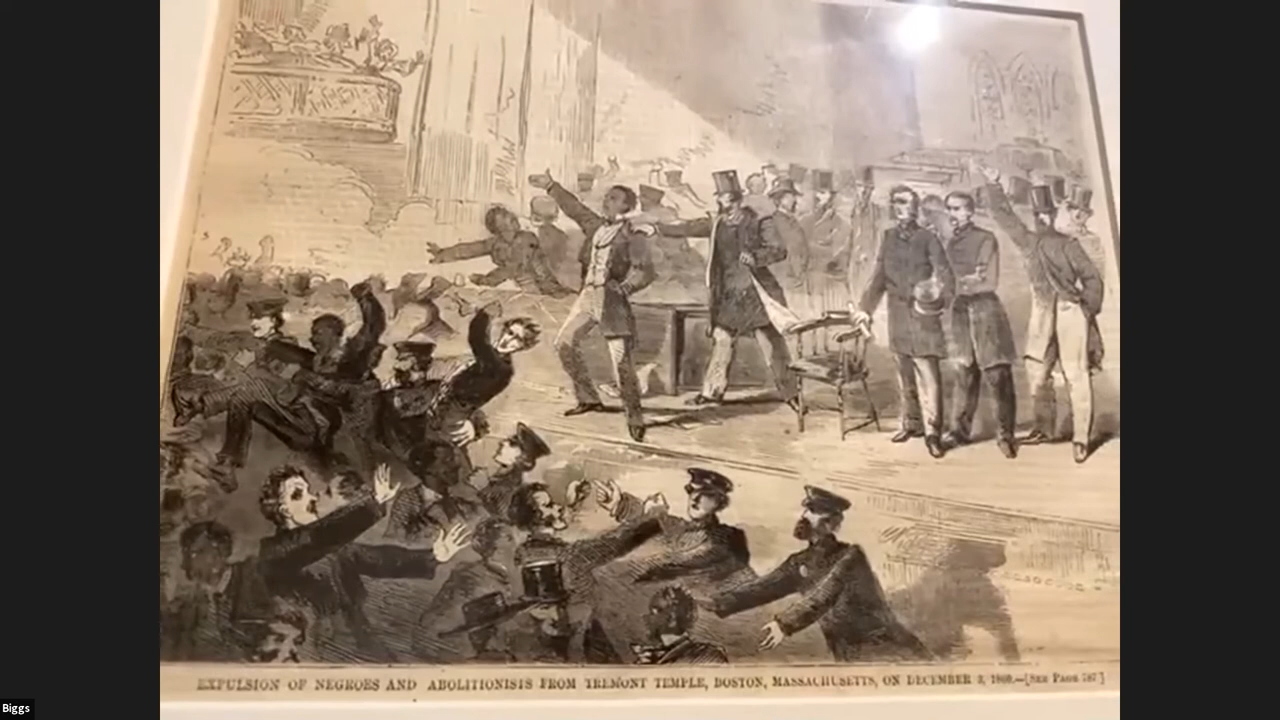 EXPULSION OF NEGROES AND ABOLITIONISTS FROM TREMONT TEMPLE, BOSTON, MASSACHUSETTS, ON DECEMBER 3, 1860.—[SEE PAGE 787]
Biggs